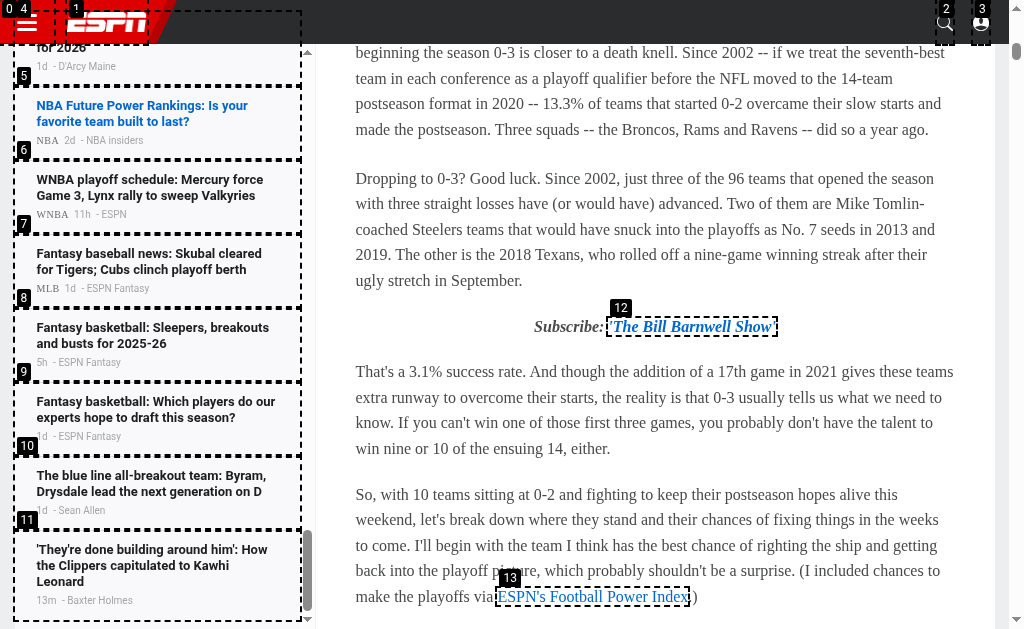 0
4
1
ESPN
2
3
for 2026
1d - D'Arcy Maine
5
NBA Future Power Rankings: Is your
favorite team built to last?
NBA 2d - NBA insiders
6
WNBA playoff schedule: Mercury force
Game 3, Lynx rally to sweep Valkyries
WNBA 11h - ESPN
7
Fantasy baseball news: Skubal cleared
for Tigers; Cubs clinch playoff berth
MLB 1d - ESPN Fantasy
8
Fantasy basketball: Sleepers, breakouts
and busts for 2025-26
5h - ESPN Fantasy
9
Fantasy basketball: Which players do our
experts hope to draft this season?
1d - ESPN Fantasy
10
The blue line all-breakout team: Byram,
Drysdale lead the next generation on D
1d - Sean Allen
11
'They're done building around him': How
the Clippers capitulated to Kawhi
Leonard
13m - Baxter Holmes
beginning the season 0-3 is closer to a death knell. Since 2002 -- if we treat the seventh-best
team in each conference as a playoff qualifier before the NFL moved to the 14-team
postseason format in 2020 -- 13.3% of teams that started 0-2 overcame their slow starts and
made the postseason. Three squads -- the Broncos, Rams and Ravens -- did so a year ago.
Dropping to 0-3? Good luck. Since 2002, just three of the 96 teams that opened the season
with three straight losses have (or would have) advanced. Two of them are Mike Tomlin-
coached Steelers teams that would have snuck into the playoffs as No. 7 seeds in 2013 and
2019. The other is the 2018 Texans, who rolled off a nine-game winning streak after their
ugly stretch in September.
12
Subscribe: 'The Bill Barnwell Show'
That's a 3.1% success rate. And though the addition of a 17th game in 2021 gives these teams
extra runway to overcome their starts, the reality is that 0-3 usually tells us what we need to
know. If you can't win one of those first three games, you probably don't have the talent to
win nine or 10 of the ensuing 14, either.
So, with 10 teams sitting at 0-2 and fighting to keep their postseason hopes alive this
weekend, let's break down where they stand and their chances of fixing things in the weeks
to come. I'll begin with the team I think has the best chance of righting the ship and getting
back into the playoff picture, which probably shouldn't be a surprise. (I included chances to
13
make the playoffs via ESPN's Football Power Index.)